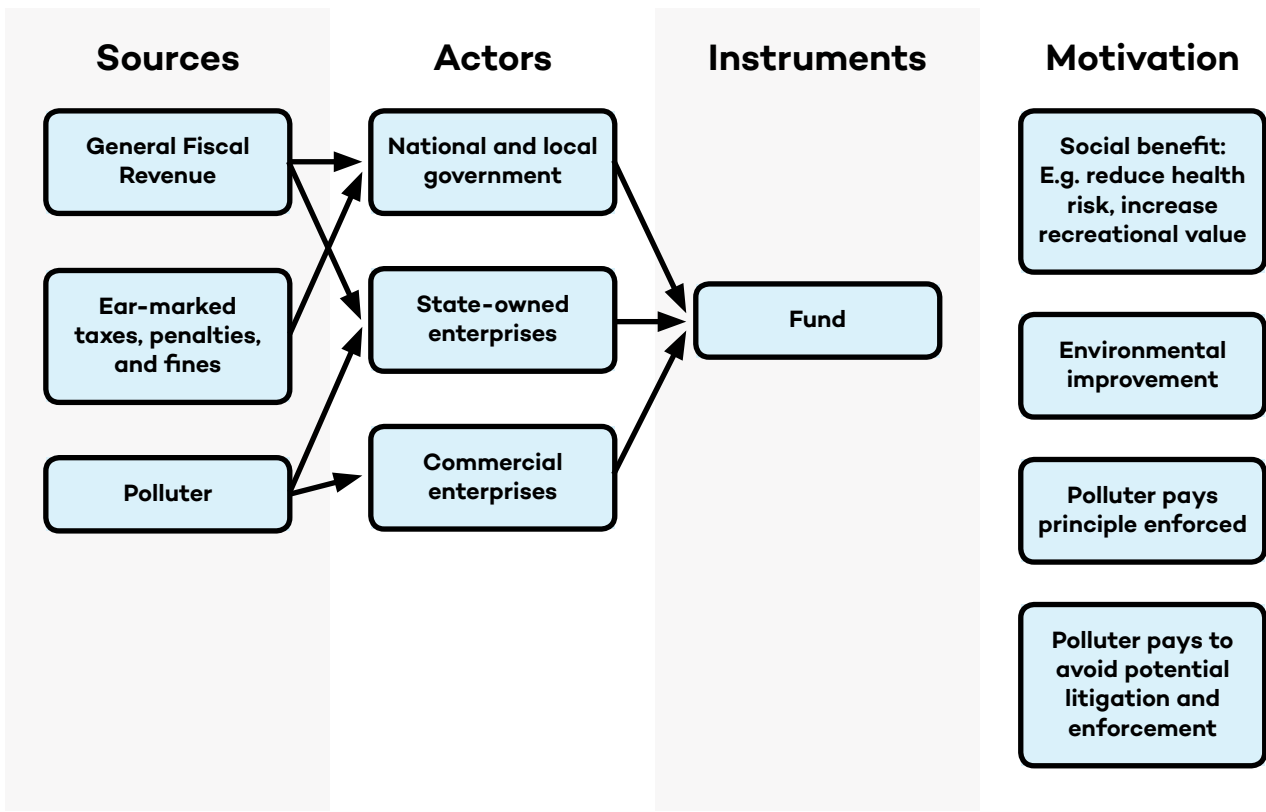 Sources
Actors
Instruments
Motivation
General Fiscal
Revenue
Ear-marked
taxes, penalties,
and fines
Polluter
National and local
government
State-owned
enterprises
Commercial
enterprises
Fund
Social benefit:
E.g. reduce health
risk, increase
recreational value
Environmental
improvement
Polluter pays
principle enforced
Polluter pays to
avoid potential
litigation and
enforcement